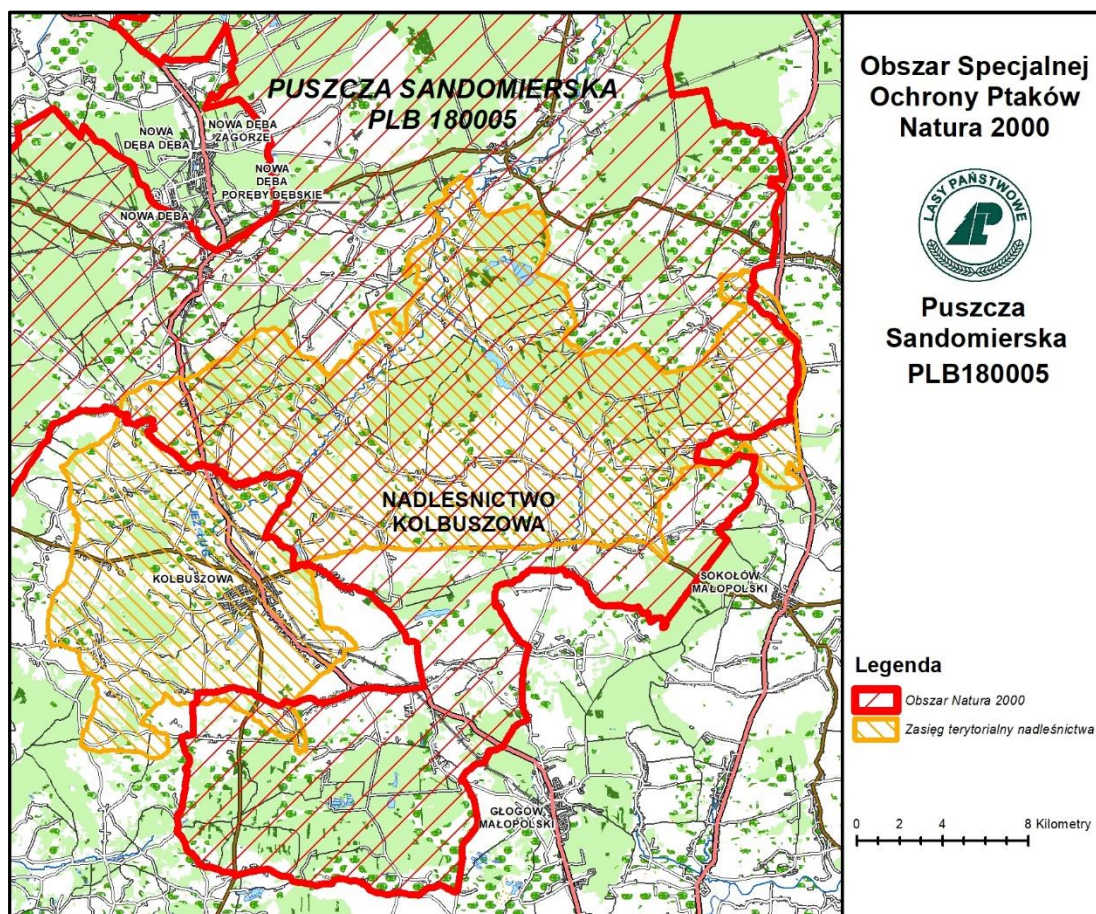 PUSZCZA SANDOMIERSKA
PLB 180005
NOWA
DĘBA DĘBA
NOWA DĘBA
ZAGÓRZE
NOWA
DĘBA
PORĘBY DĘBSKIE
NOWA DĘBA
NADLEŚNICTWO
KOLBUSZOWA
KOLBUSZOWA
SOKOŁÓW
MAŁOPOLSKI
GŁOGÓW
MAŁOPOLSKI
Obszar Specjalnej
Ochrony Ptaków
Natura 2000
LASY PAŃSTWOWE
Puszcza
Sandomierska
PLB180005
Legenda
Obszar Natura 2000
Zasięg terytorialny nadleśnictwa
0 2 4 8 Kilometry